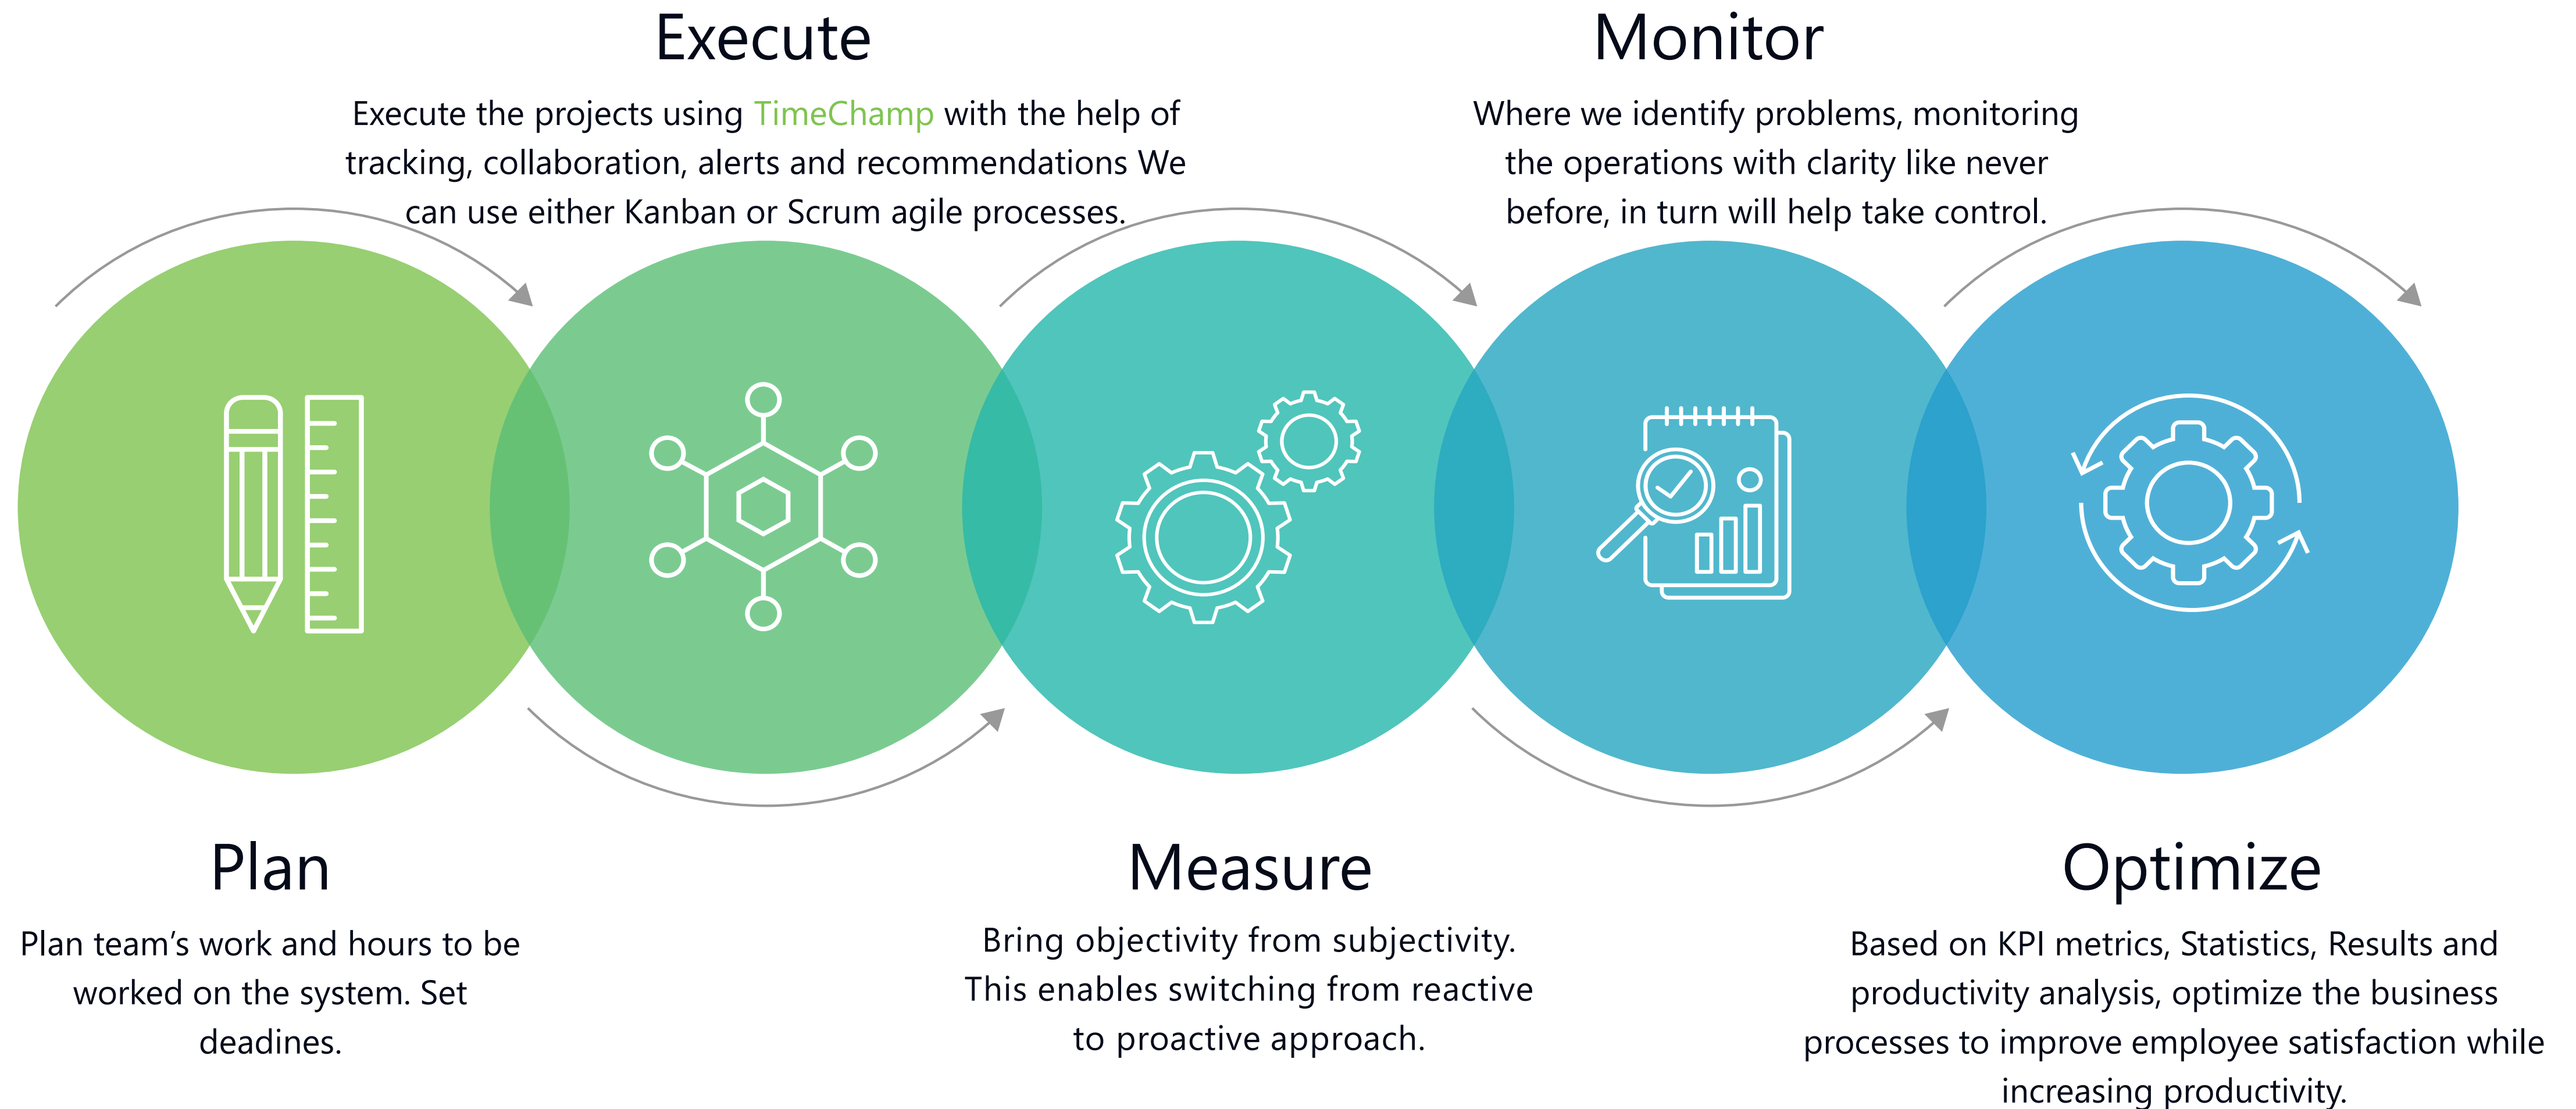 Execute
Execute the projects using TimeChamp with the help of
tracking, collaboration, alerts and recommendations We
can use either Kanban or Scrum agile processes.
Monitor
Where we identify problems, monitoring
the operations with clarity like never
before, in turn will help take control.
Plan
Plan team’s work and hours to be
worked on the system. Set
deadines.
Measure
Bring objectivity from subjectivity.
This enables switching from reactive
to proactive approach.
Optimize
Based on KPI metrics, Statistics, Results and
productivity analysis, optimize the business
processes to improve employee satisfaction while
increasing productivity.